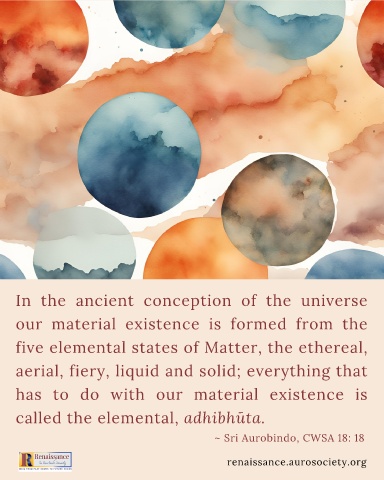 In the ancient conception of the universe
our material existence is formed from the
five elemental states of Matter, the ethereal,
aerial, fiery, liquid and solid; everything that
has to do with our material existence is
called the elemental, adhibhūta.
~ Sri Aurobindo, CWSA 18: 18
Renaissance
renaissance.aurosociety.org